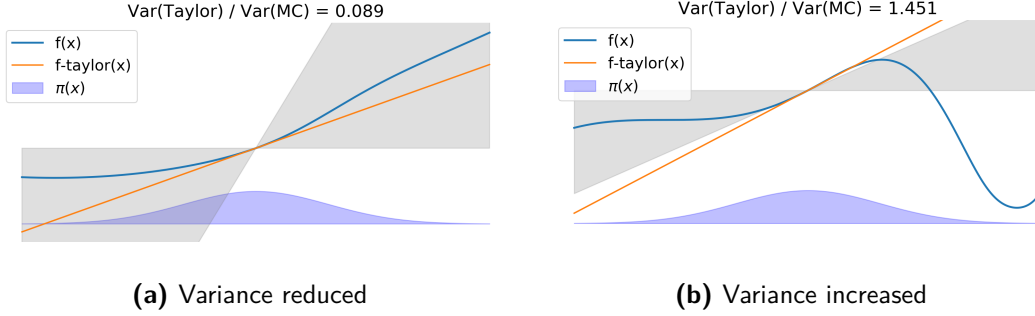 Var(Taylor) / Var(MC) = 0.089
f(x)
f-taylor(x)
π(x)
(a) Variance reduced
Var(Taylor) / Var(MC) = 1.451
f(x)
f-taylor(x)
π(x)
(b) Variance increased